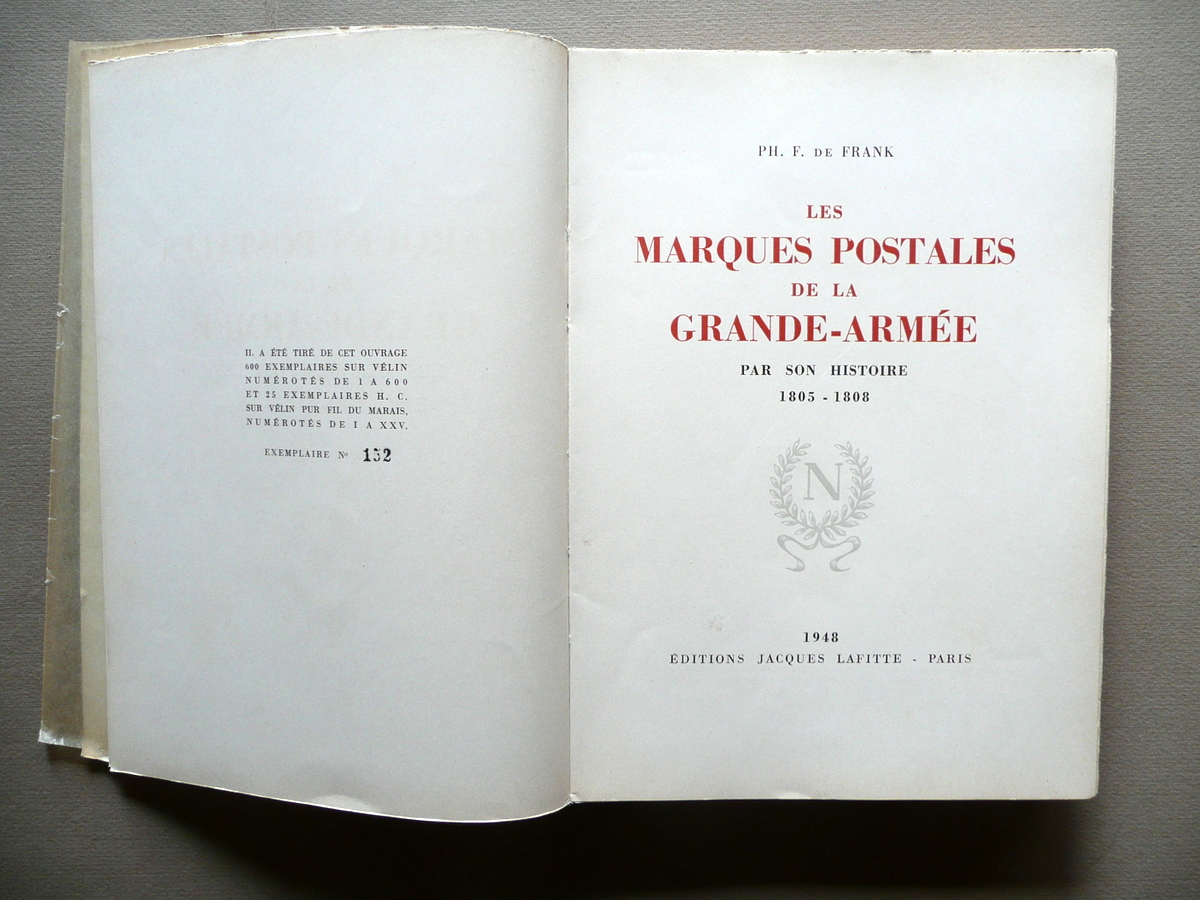 IL A ÉTÉ TIRÉ DE CET OUVRAGE
600 EXEMPLAIRES SUR VÉLIN
NUMÉROTÉS DE 1 A 600
ET 25 EXEMPLAIRES H. C.
SUR VÉLIN PUR FIL DU MARAIS,
NUMÉROTÉS DE I A XXV.
EXEMPLAIRE Nº 152
PH. F. DE FRANK
LES
MARQUES POSTALES
DE LA
GRANDE-ARMÉE
PAR SON HISTOIRE
1805 - 1808
N
1948
ÉDITIONS JACQUES LAFITTE - PARIS